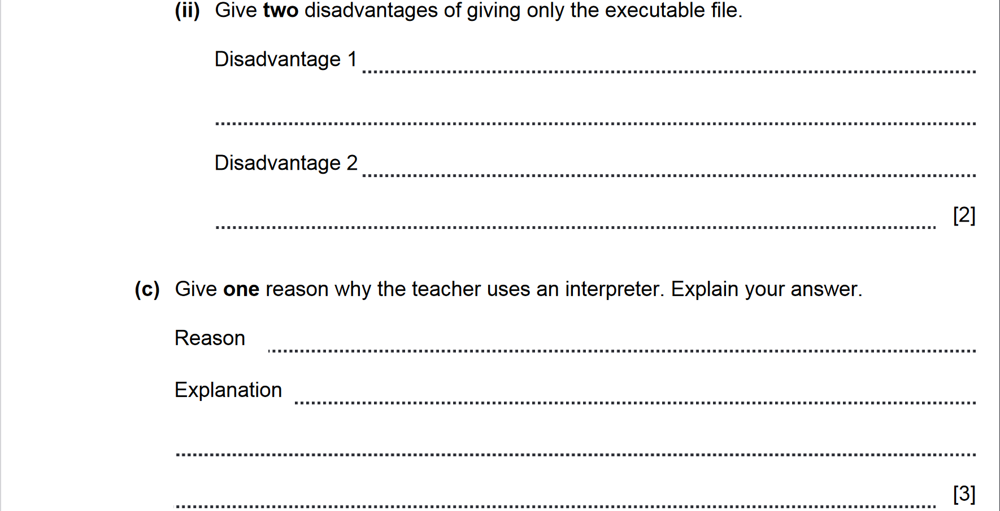 (ii) Give two disadvantages of giving only the executable file.
Disadvantage 1
Disadvantage 2
[2]
(c) Give one reason why the teacher uses an interpreter. Explain your answer.
Reason
Explanation
[3]